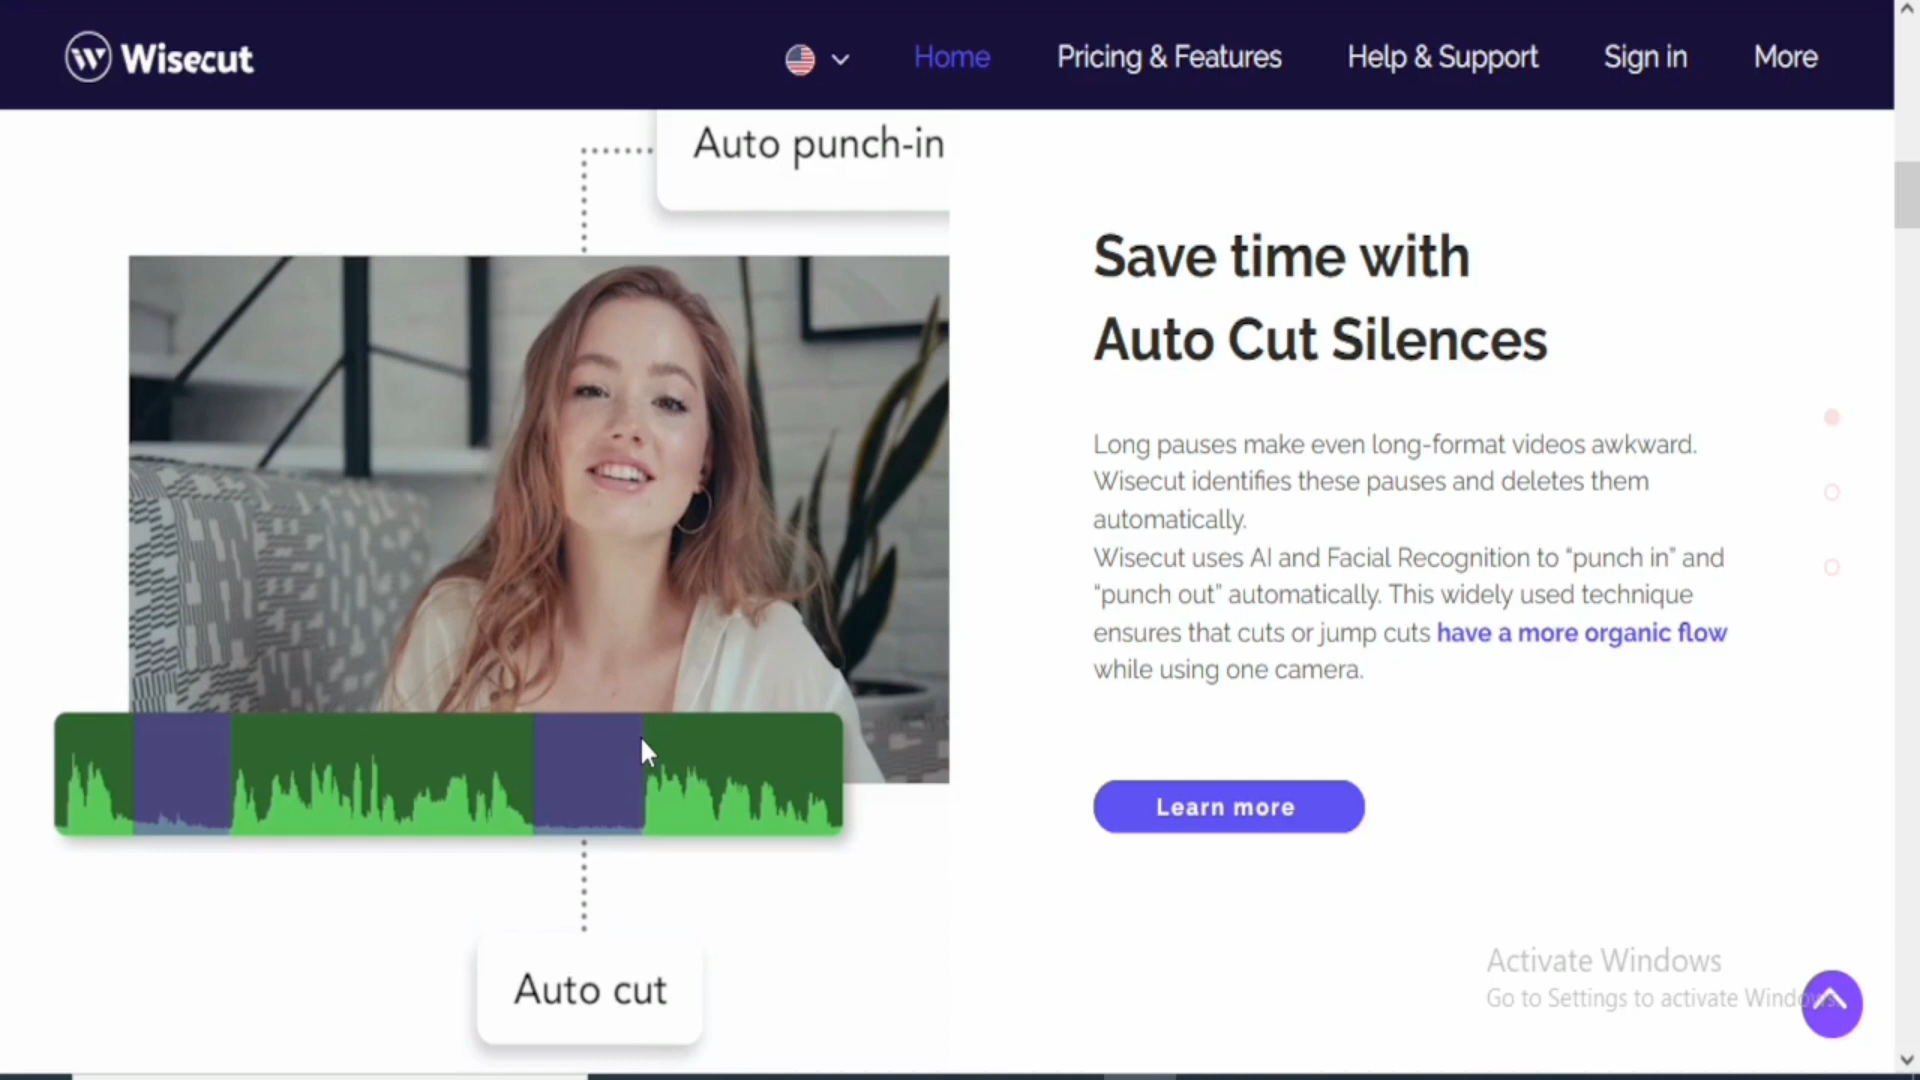 Wisecut
Home
Pricing & Features
Help & Support
Sign in
More
Auto punch-in
Save time with
Auto Cut Silences
Long pauses make even long-format videos awkward.
Wisecut identifies these pauses and deletes them
automatically.
Wisecut uses AI and Facial Recognition to “punch in” and
“punch out” automatically. This widely used technique
ensures that cuts or jump cuts have a more organic flow
while using one camera.
Learn more
Auto cut
Activate Windows
Go to Settings to activate Windows.